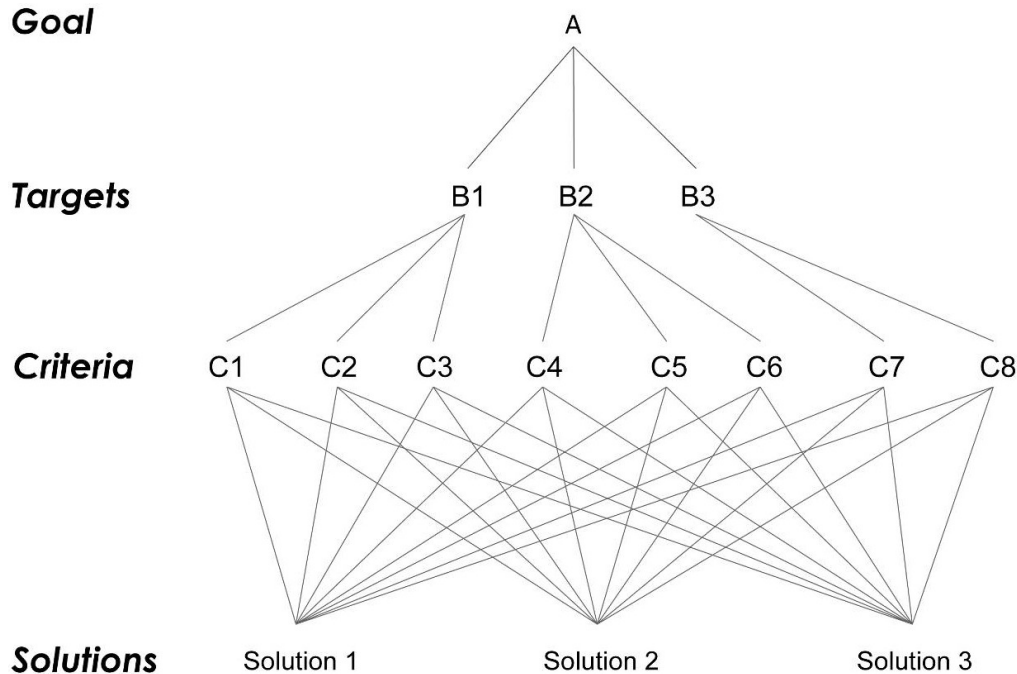 Goal A
Targets B1 B2 B3
Criteria C1 C2 C3 C4 C5 C6 C7 C8
Solutions Solution 1 Solution 2 Solution 3